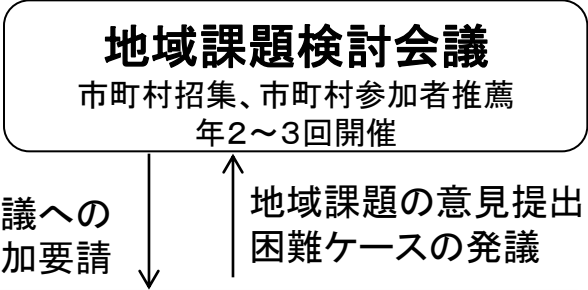 地域課題検討会議
市町村招集、市町村参加者推薦
年2～3回開催
議への
加要請
地域課題の意見提出
困難ケースの発議